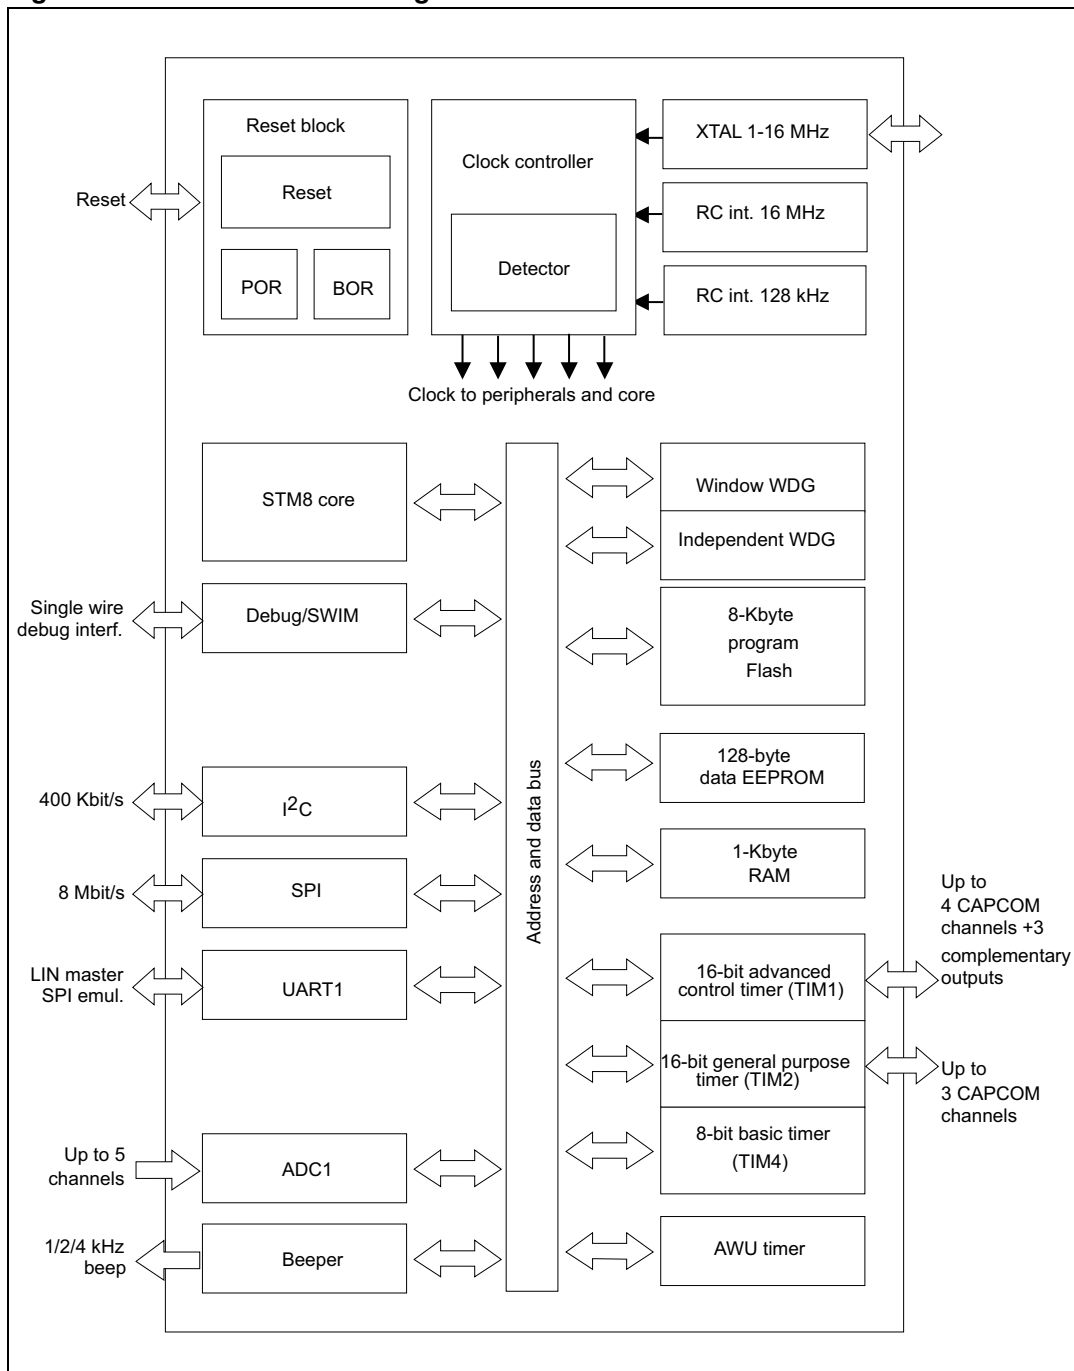 Reset block
Reset
POR
BOR
Reset
Clock controller
Detector
XTAL 1-16 MHz
RC int. 16 MHz
RC int. 128 kHz
Clock to peripherals and core
STM8 core
Single wire
debug interf.
Debug/SWIM
400 Kbit/s
I2C
8 Mbit/s
SPI
LIN master
SPI emul.
UART1
Up to 5
channels
ADC1
1/2/4 kHz
beep
Beeper
Address and data bus
Window WDG
Independent WDG
8-Kbyte
program
Flash
128-byte
data EEPROM
1-Kbyte
RAM
16-bit advanced
control timer (TIM1)
Up to
4 CAPCOM
channels +3
complementary
outputs
16-bit general purpose
timer (TIM2)
Up to
3 CAPCOM
channels
8-bit basic timer
(TIM4)
AWU timer